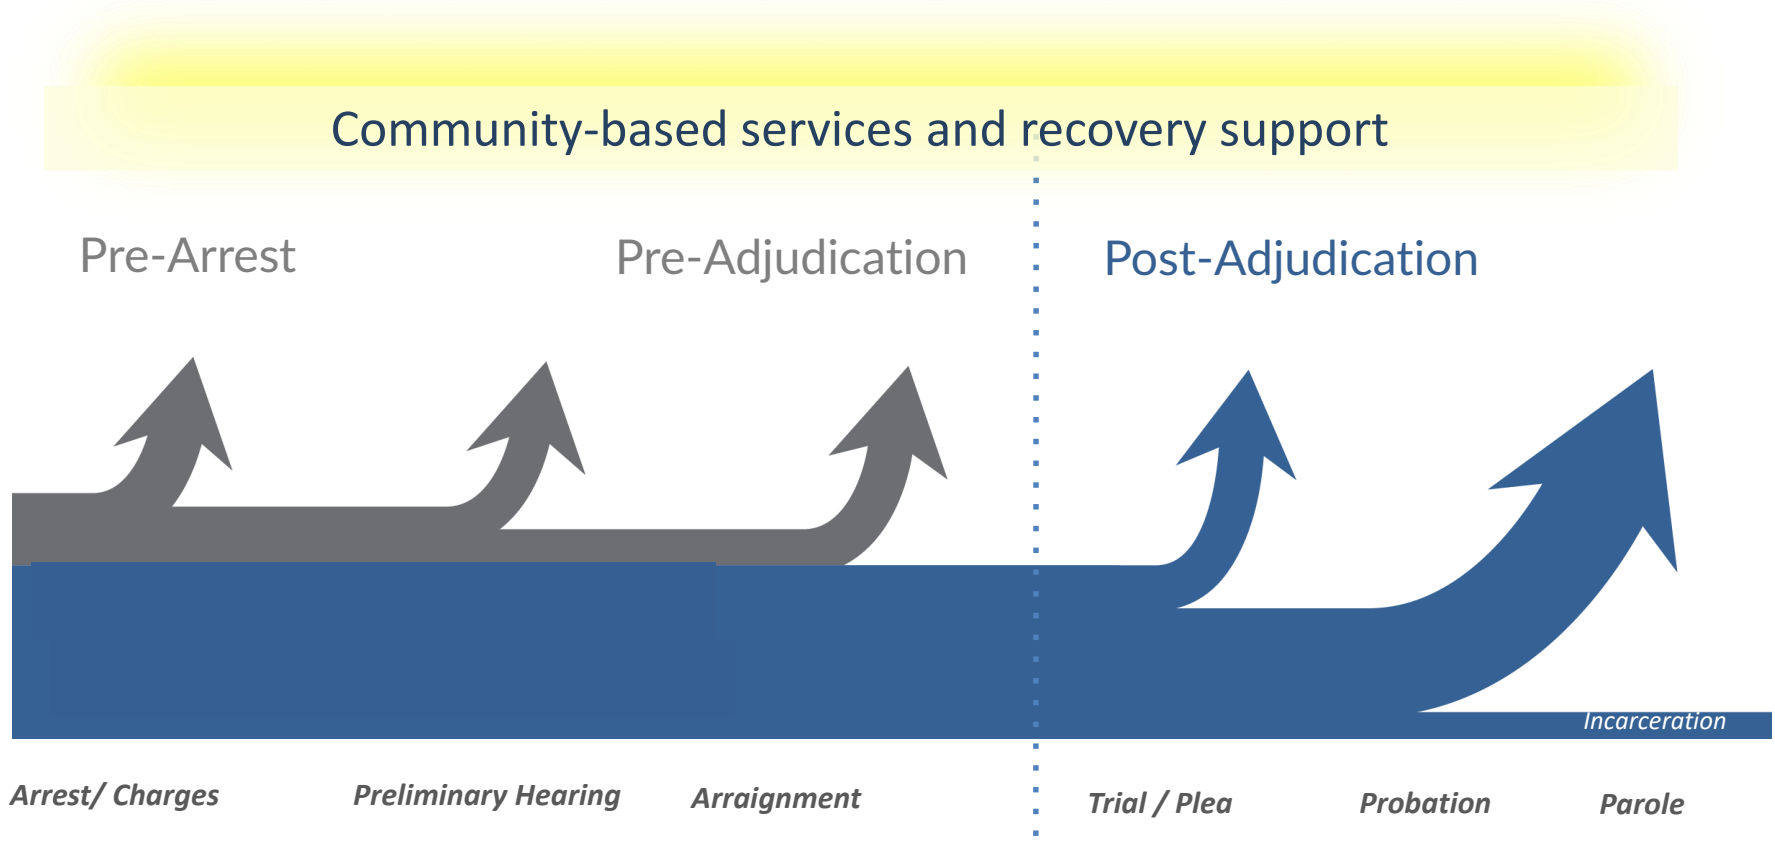 Community-based services and recovery support
Pre-Arrest
Pre-Adjudication
Post-Adjudication
Incarceration
Arrest/ Charges
Preliminary Hearing
Arraignment
Trial / Plea
Probation
Parole